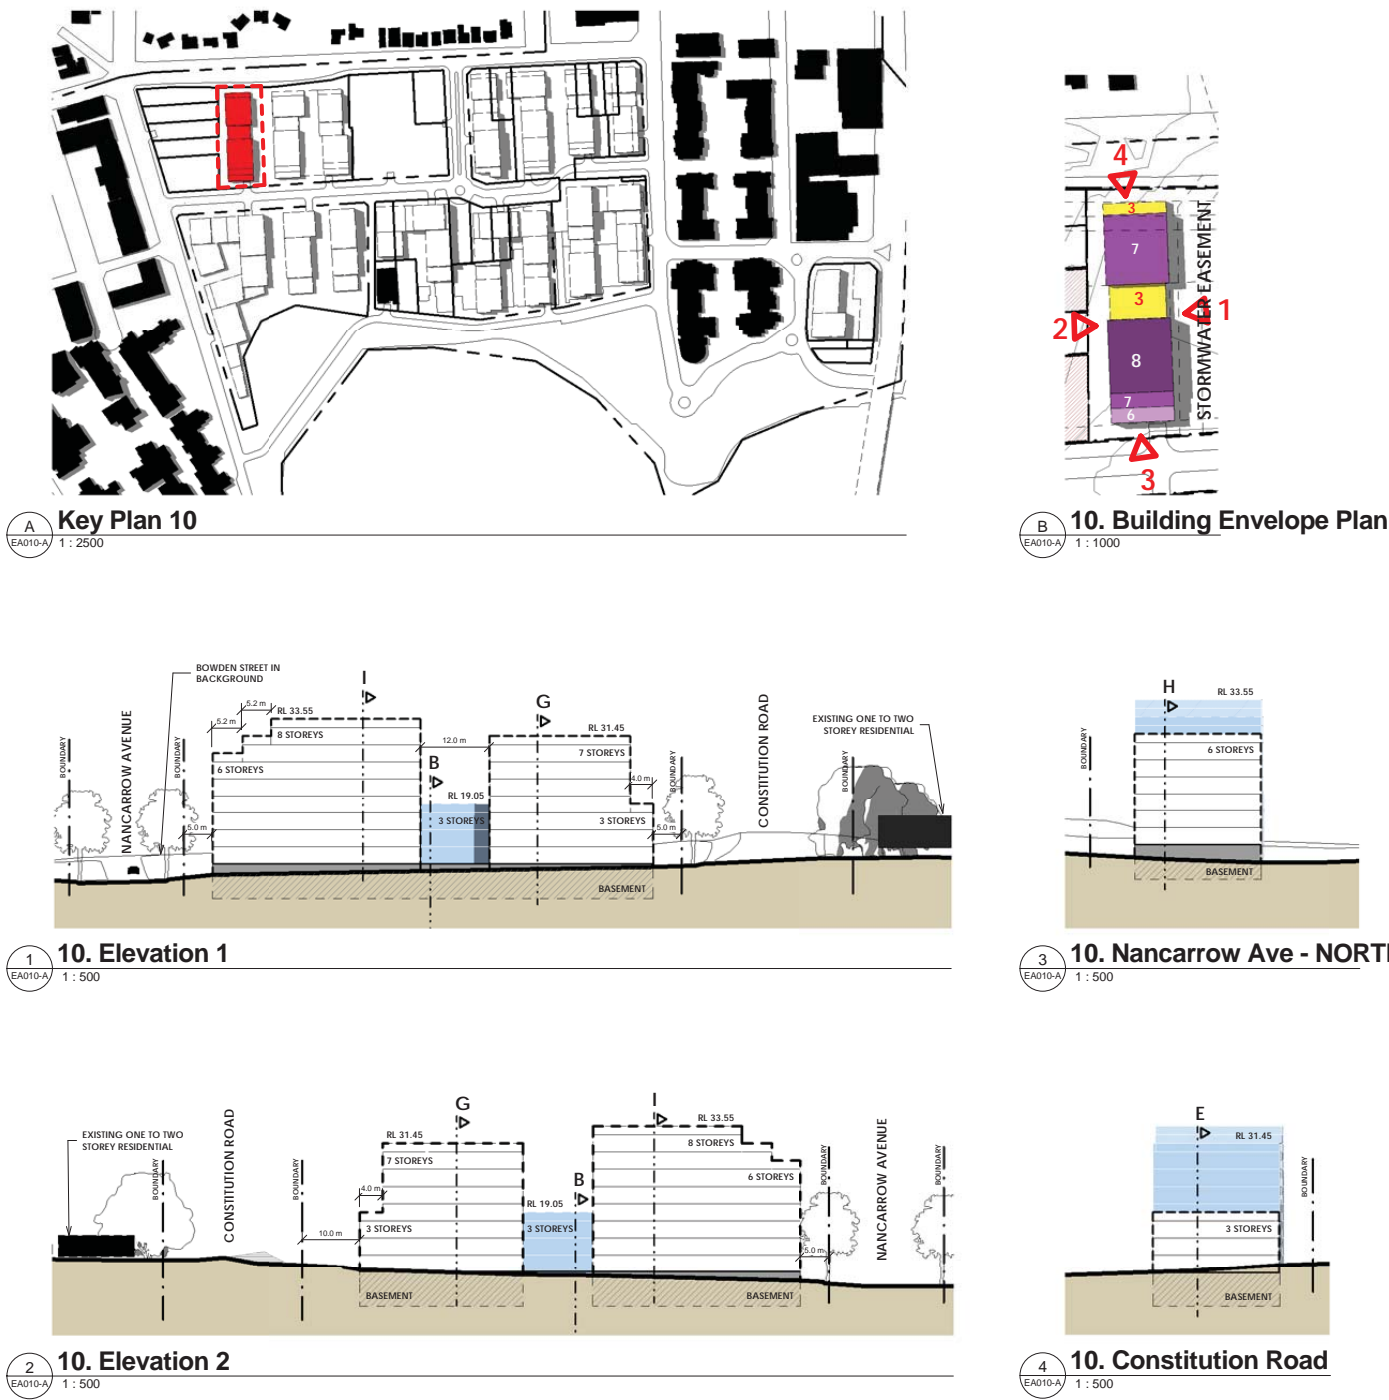 4
3
7
3
8
7
6
1
2
3
STORMWATER EASEMENT
A
EA010-A
Key Plan 10
1 : 2500
B
EA010-A
10. Building Envelope Plan
1 : 1000
BOWDEN STREET IN
BACKGROUND
NANCARROW AVENUE
BOUNDARY
BOUNDARY
5.2 m
5.2 m
RL 33.55
8 STOREYS
6 STOREYS
5.0 m
I
12.0 m
B
RL 19.05
3 STOREYS
G
RL 31.45
7 STOREYS
4.0 m
3 STOREYS
5.0 m
BOUNDARY
BASEMENT
CONSTITUTION ROAD
EXISTING ONE TO TWO
STOREY RESIDENTIAL
BOUNDARY
1
EA010-A
10. Elevation 1
1 : 500
BOUNDARY
H
RL 33.55
6 STOREYS
BASEMENT
3
EA010-A
10. Nancarrow Ave - NORTH
1 : 500
EXISTING ONE TO TWO
STOREY RESIDENTIAL
BOUNDARY
CONSTITUTION ROAD
BOUNDARY
10.0 m
4.0 m
RL 31.45
7 STOREYS
3 STOREYS
G
BASEMENT
RL 19.05
3 STOREYS
B
I
RL 33.55
8 STOREYS
6 STOREYS
BASEMENT
5.0 m
BOUNDARY
NANCARROW AVENUE
BOUNDARY
2
EA010-A
10. Elevation 2
1 : 500
E
RL 31.45
3 STOREYS
BASEMENT
BOUNDARY
4
EA010-A
10. Constitution Road
1 : 500